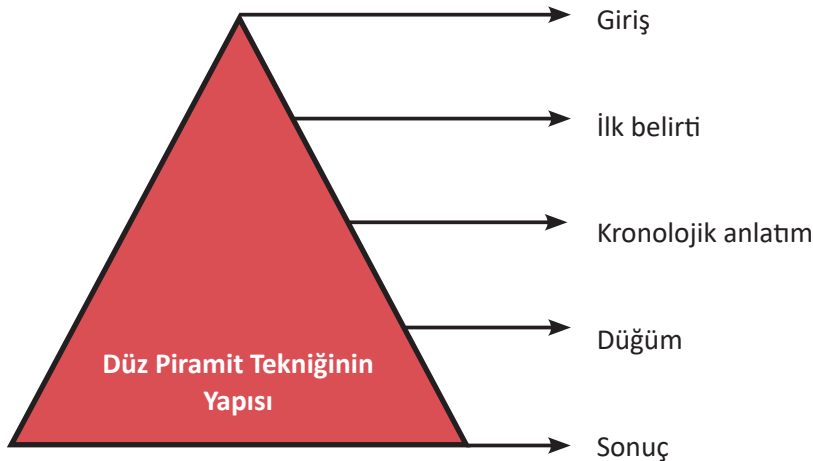 Giriş
İlk belirti
Kronolojik anlatım
Düğüm
Düz Piramit Tekniğinin
Yapısı
Sonuç